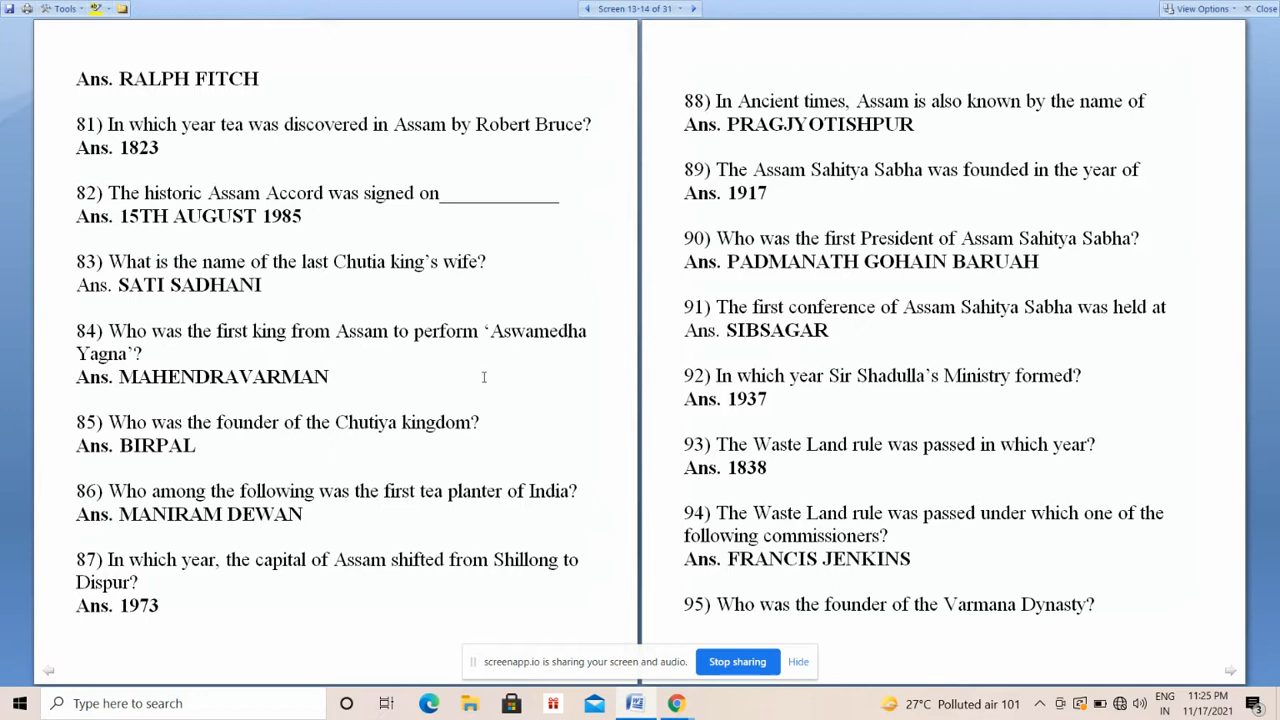 Tools
Screen 13-14 of 31
View Options
Close
Ans. RALPH FITCH
81) In which year tea was discovered in Assam by Robert Bruce?
Ans. 1823
82) The historic Assam Accord was signed on____________
Ans. 15TH AUGUST 1985
83) What is the name of the last Chutia king’s wife?
Ans. SATI SADHANI
84) Who was the first king from Assam to perform ‘Aswamedha
Yagna’?
Ans. MAHENDRAVARMAN
85) Who was the founder of the Chutiya kingdom?
Ans. BIRPAL
86) Who among the following was the first tea planter of India?
Ans. MANIRAM DEWAN
87) In which year, the capital of Assam shifted from Shillong to
Dispur?
Ans. 1973
88) In Ancient times, Assam is also known by the name of
Ans. PRAGJYOTISHPUR
89) The Assam Sahitya Sabha was founded in the year of
Ans. 1917
90) Who was the first President of Assam Sahitya Sabha?
Ans. PADMANATH GOHAIN BARUAH
91) The first conference of Assam Sahitya Sabha was held at
Ans. SIBSAGAR
92) In which year Sir Shadulla’s Ministry formed?
Ans. 1937
93) The Waste Land rule was passed in which year?
Ans. 1838
94) The Waste Land rule was passed under which one of the
following commissioners?
Ans. FRANCIS JENKINS
95) Who was the founder of the Varmana Dynasty?
screenapp.io is sharing your screen and audio.
Stop sharing
Hide
Type here to search
27°C Polluted air 101
ENG
IN
11:25 PM
11/17/2021
3